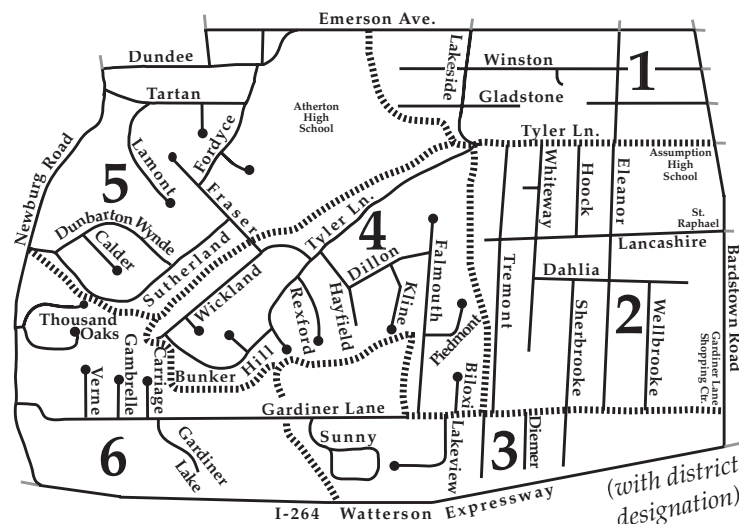 Emerson Ave.
Dundee
Lakeside
Winston
1
Tartan
Gladstone
Atherton
High
School
Fordyce
Tyler Ln.
Newburg Road
Lamont
Whiteway
Hoock
Eleanor
Assumption
High
School
5
Fraser
Tyler Ln.
St.
Raphael
Dunbarton Wynde
4
Lancashire
Calder
Sutherland
Dillon
Falmouth
Tremont
Dahlia
Bardstown Road
Wickland
Rexford
Hayfield
Kline
2
Thousand
Oaks
Piedmont
Sherbrooke
Wellbrooke
Gardiner Lane
Shopping Ctr.
Verne
Gambrelle
Carriage
Bunker Hill
Biloxi
Gardiner Lane
6
Gardiner
Lake
Sunny
Lakeview
3
Diemer
(with district
designation)
I-264 Watterson Expressway